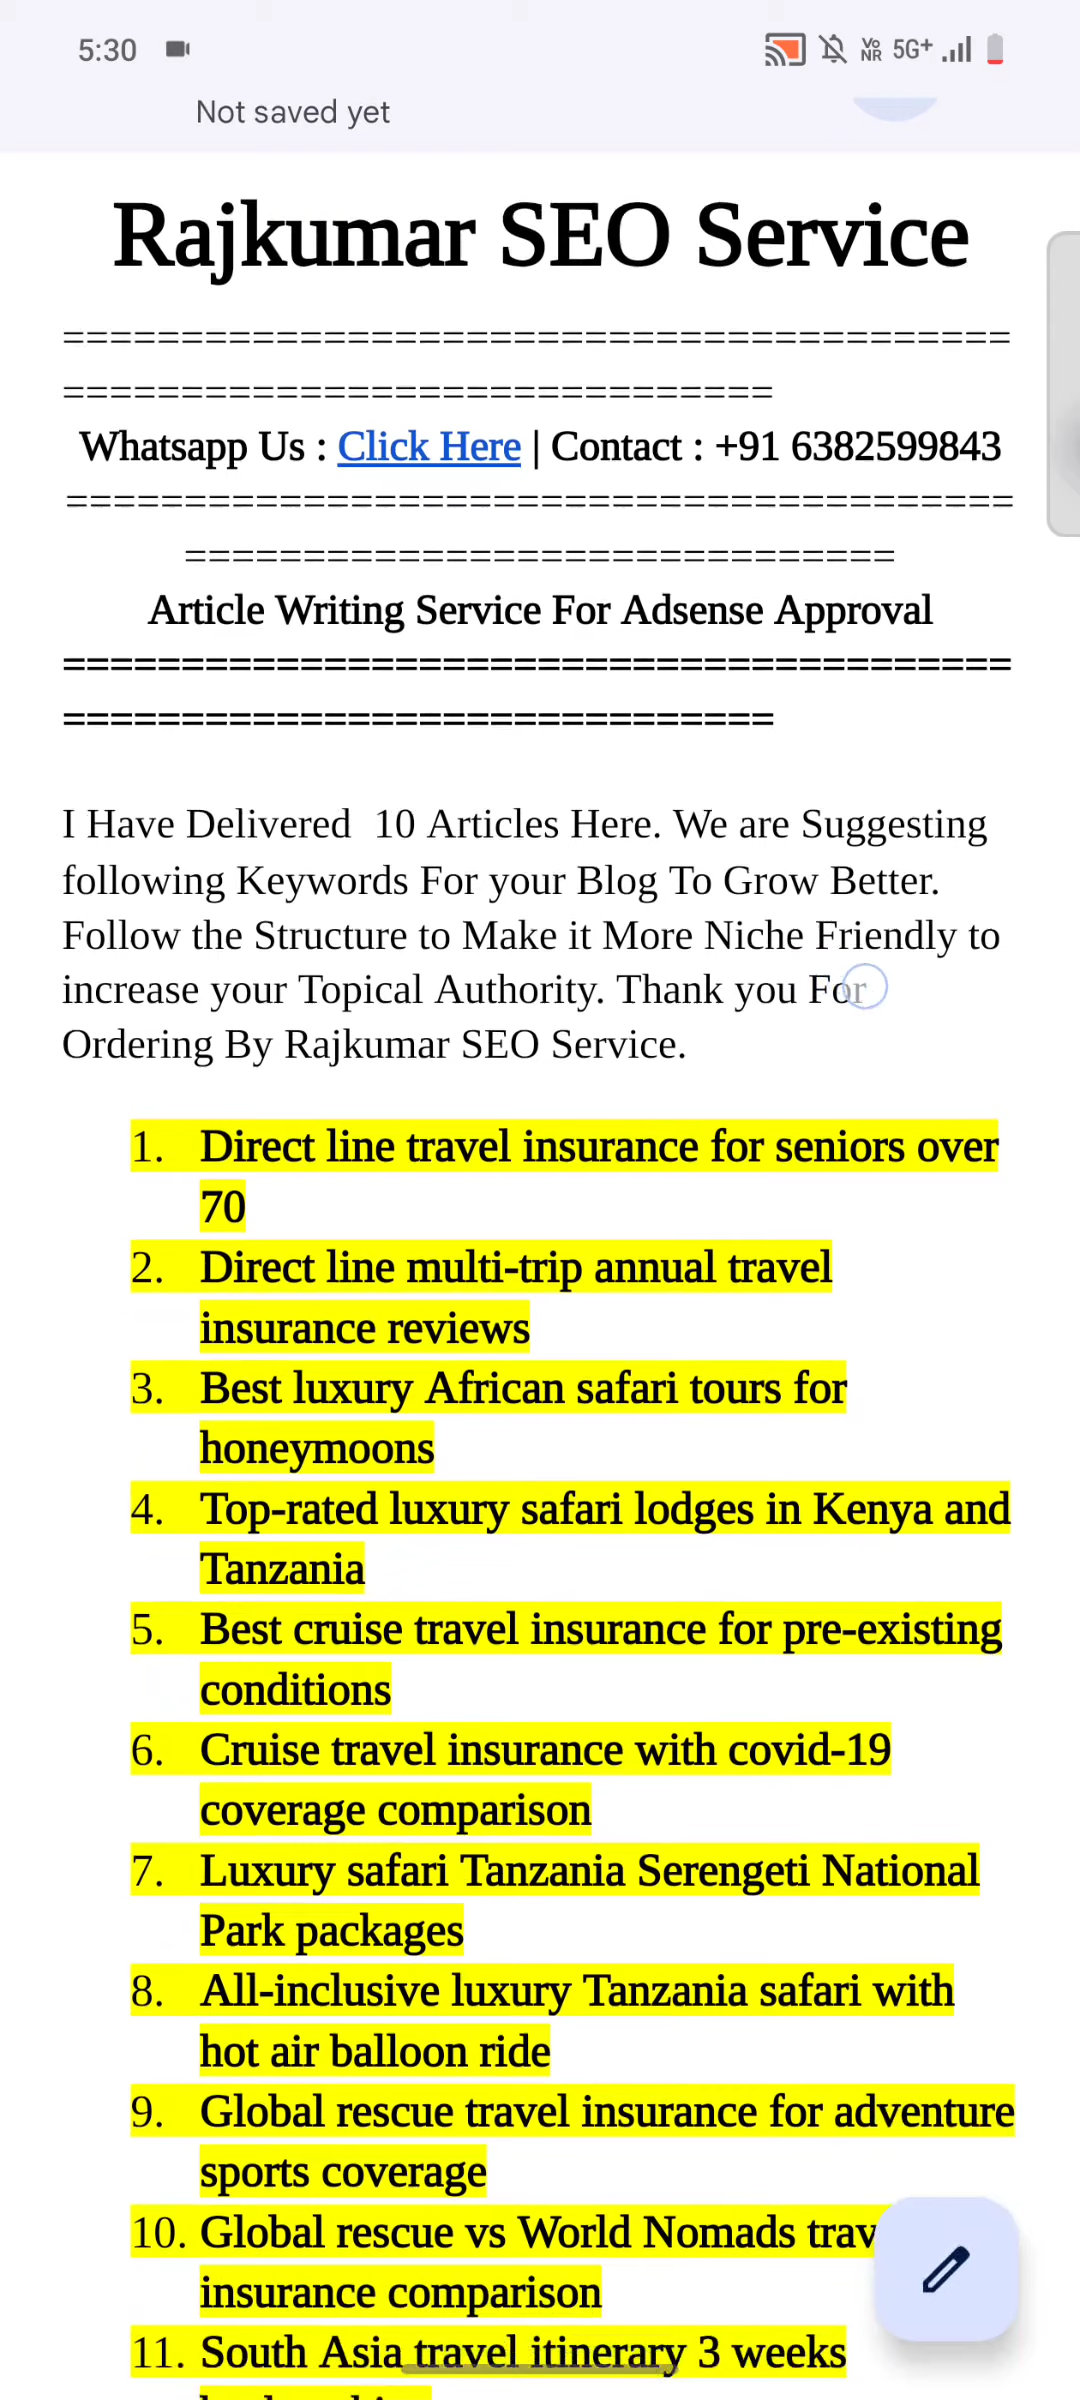 5:30
Vo NR 5G+
Not saved yet
Rajkumar SEO Service
========================================
==============================
Whatsapp Us : Click Here | Contact : +91 6382599843
========================================
==============================
Article Writing Service For Adsense Approval
========================================
==============================
I Have Delivered  10 Articles Here. We are Suggesting
following Keywords For your Blog To Grow Better.
Follow the Structure to Make it More Niche Friendly to
increase your Topical Authority. Thank you For
Ordering By Rajkumar SEO Service.
1. Direct line travel insurance for seniors over
70
2. Direct line multi-trip annual travel
insurance reviews
3. Best luxury African safari tours for
honeymoons
4. Top-rated luxury safari lodges in Kenya and
Tanzania
5. Best cruise travel insurance for pre-existing
conditions
6. Cruise travel insurance with covid-19
coverage comparison
7. Luxury safari Tanzania Serengeti National
Park packages
8. All-inclusive luxury Tanzania safari with
hot air balloon ride
9. Global rescue travel insurance for adventure
sports coverage
10. Global rescue vs World Nomads trav
insurance comparison
11. South Asia travel itinerary 3 weeks